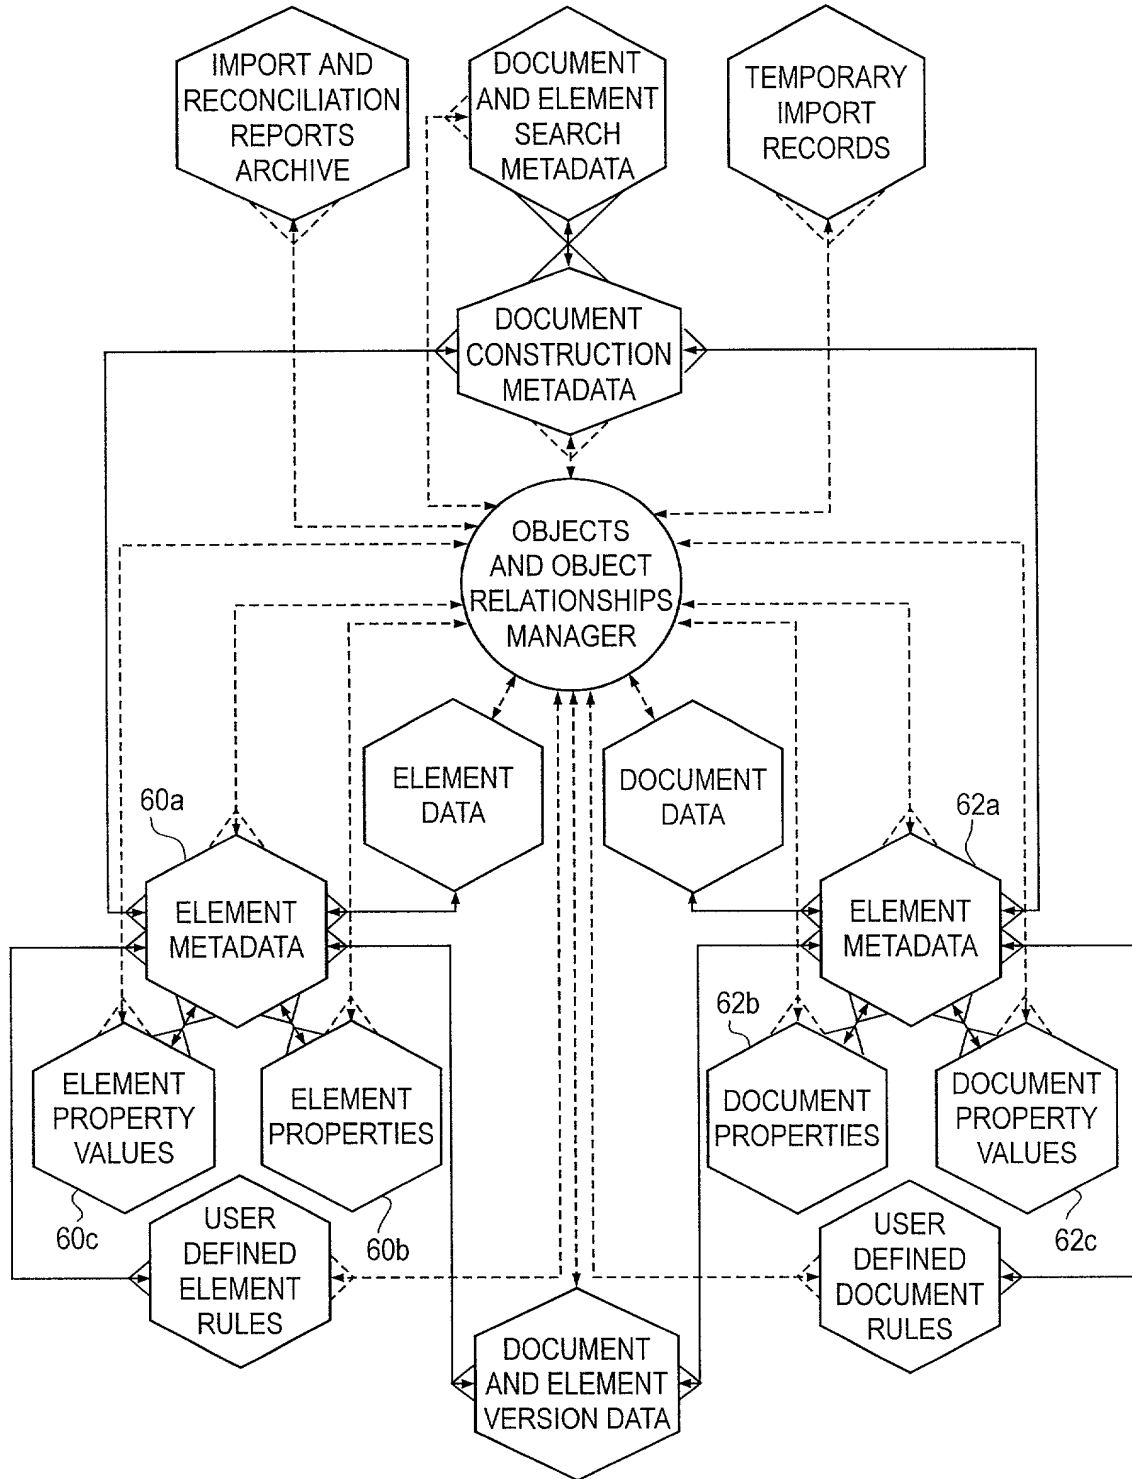 IMPORT AND
RECONCILIATION
REPORTS
ARCHIVE
DOCUMENT
AND ELEMENT
SEARCH
METADATA
TEMPORARY
IMPORT
RECORDS
DOCUMENT
CONSTRUCTION
METADATA
OBJECTS
AND OBJECT
RELATIONSHIPS
MANAGER
ELEMENT
DATA
DOCUMENT
DATA
60a
62a
ELEMENT
METADATA
ELEMENT
METADATA
62b
ELEMENT
PROPERTY
VALUES
ELEMENT
PROPERTIES
DOCUMENT
PROPERTIES
DOCUMENT
PROPERTY
VALUES
60c
60b
62c
USER
DEFINED
ELEMENT
RULES
USER
DEFINED
DOCUMENT
RULES
DOCUMENT
AND ELEMENT
VERSION DATA